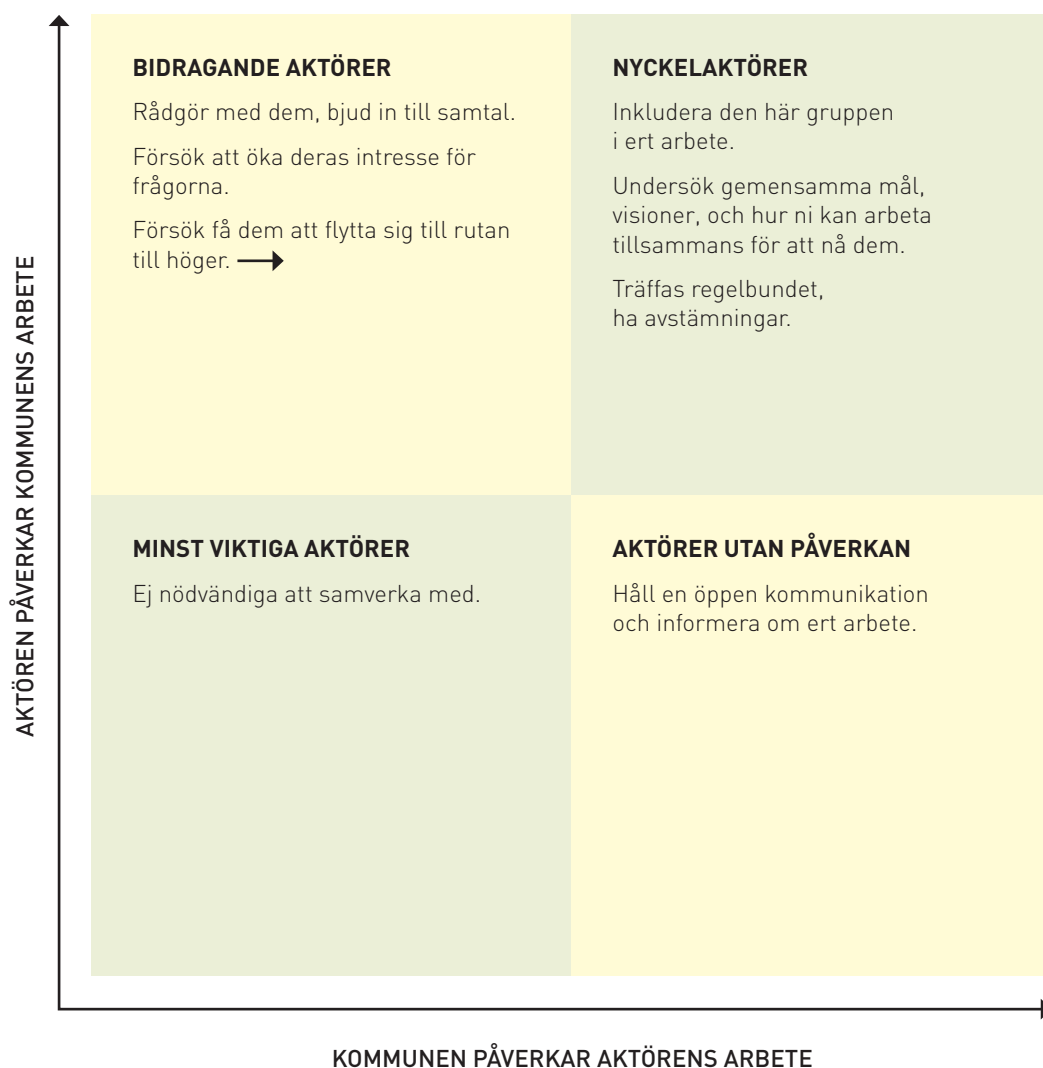 AKTÖREN PÅVERKAR KOMMUNENS ARBETE
BIDRAGANDE AKTÖRER
Rådgör med dem, bjud in till samtal.
Försök att öka deras intresse för
frågorna.
Försök få dem att flytta sig till rutan
till höger.
NYCKELAKTÖRER
Inkludera den här gruppen
i ert arbete.
Undersök gemensamma mål,
visioner, och hur ni kan arbeta
tillsammans för att nå dem.
Träffas regelbundet,
ha avstämningar.
MINST VIKTIGA AKTÖRER
Ej nödvändiga att samverka med.
AKTÖRER UTAN PÅVERKAN
Håll en öppen kommunikation
och informera om ert arbete.
KOMMUNEN PÅVERKAR AKTÖRENS ARBETE